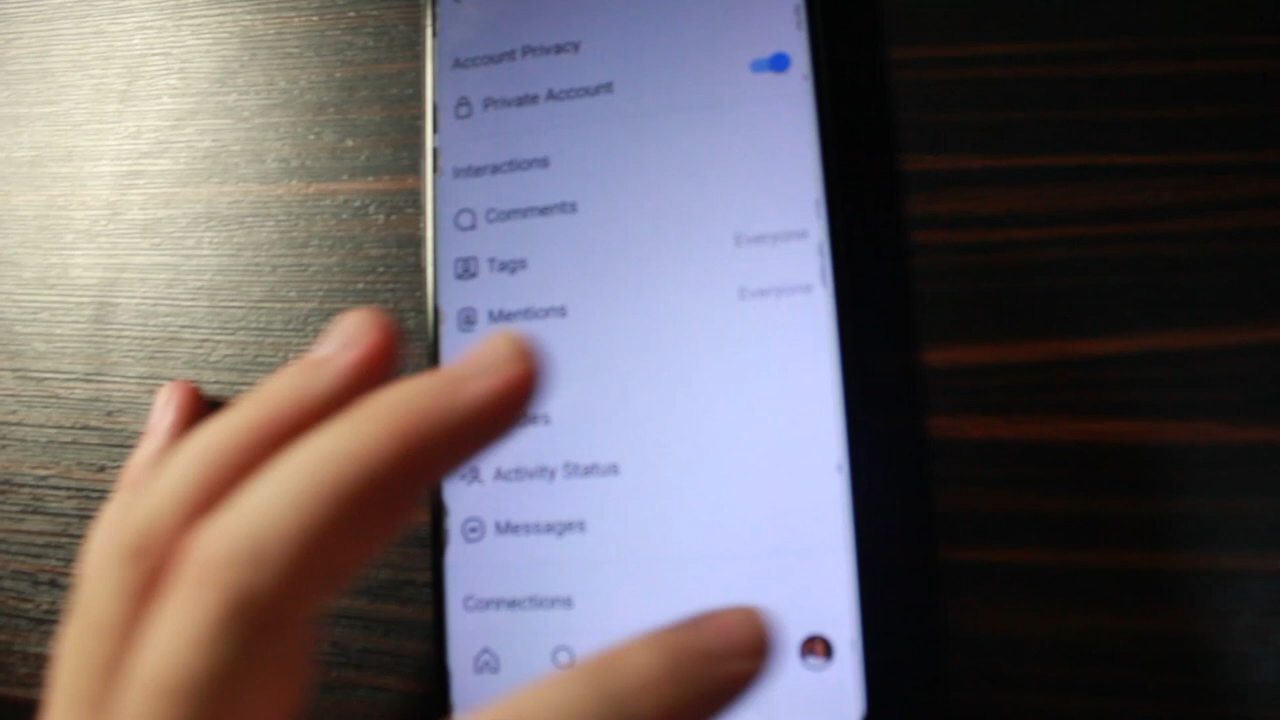 Account Privacy
Private Account
Interactions
Comments
Tags
Everyone
Mentions
Everyone
Activity Status
Messages
Connections